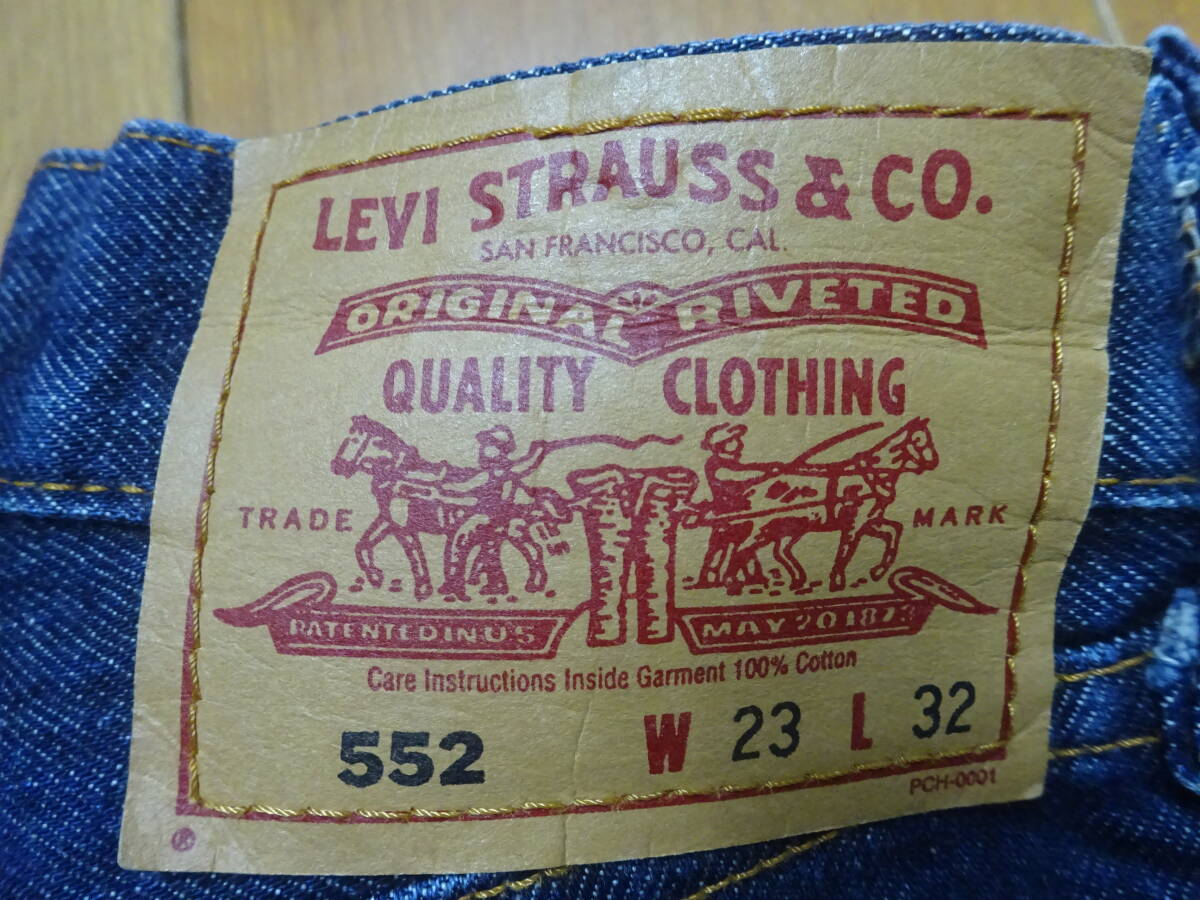 LEVI STRAUSS & CO.
SAN FRANCISCO, CAL.
ORIGINAL RIVETED
QUALITY CLOTHING
TRADE MARK
PATENTED IN U S MAY 20 1873
Care Instructions Inside Garment 100% Cotton
552 W 23 L 32
PCH-0001
®